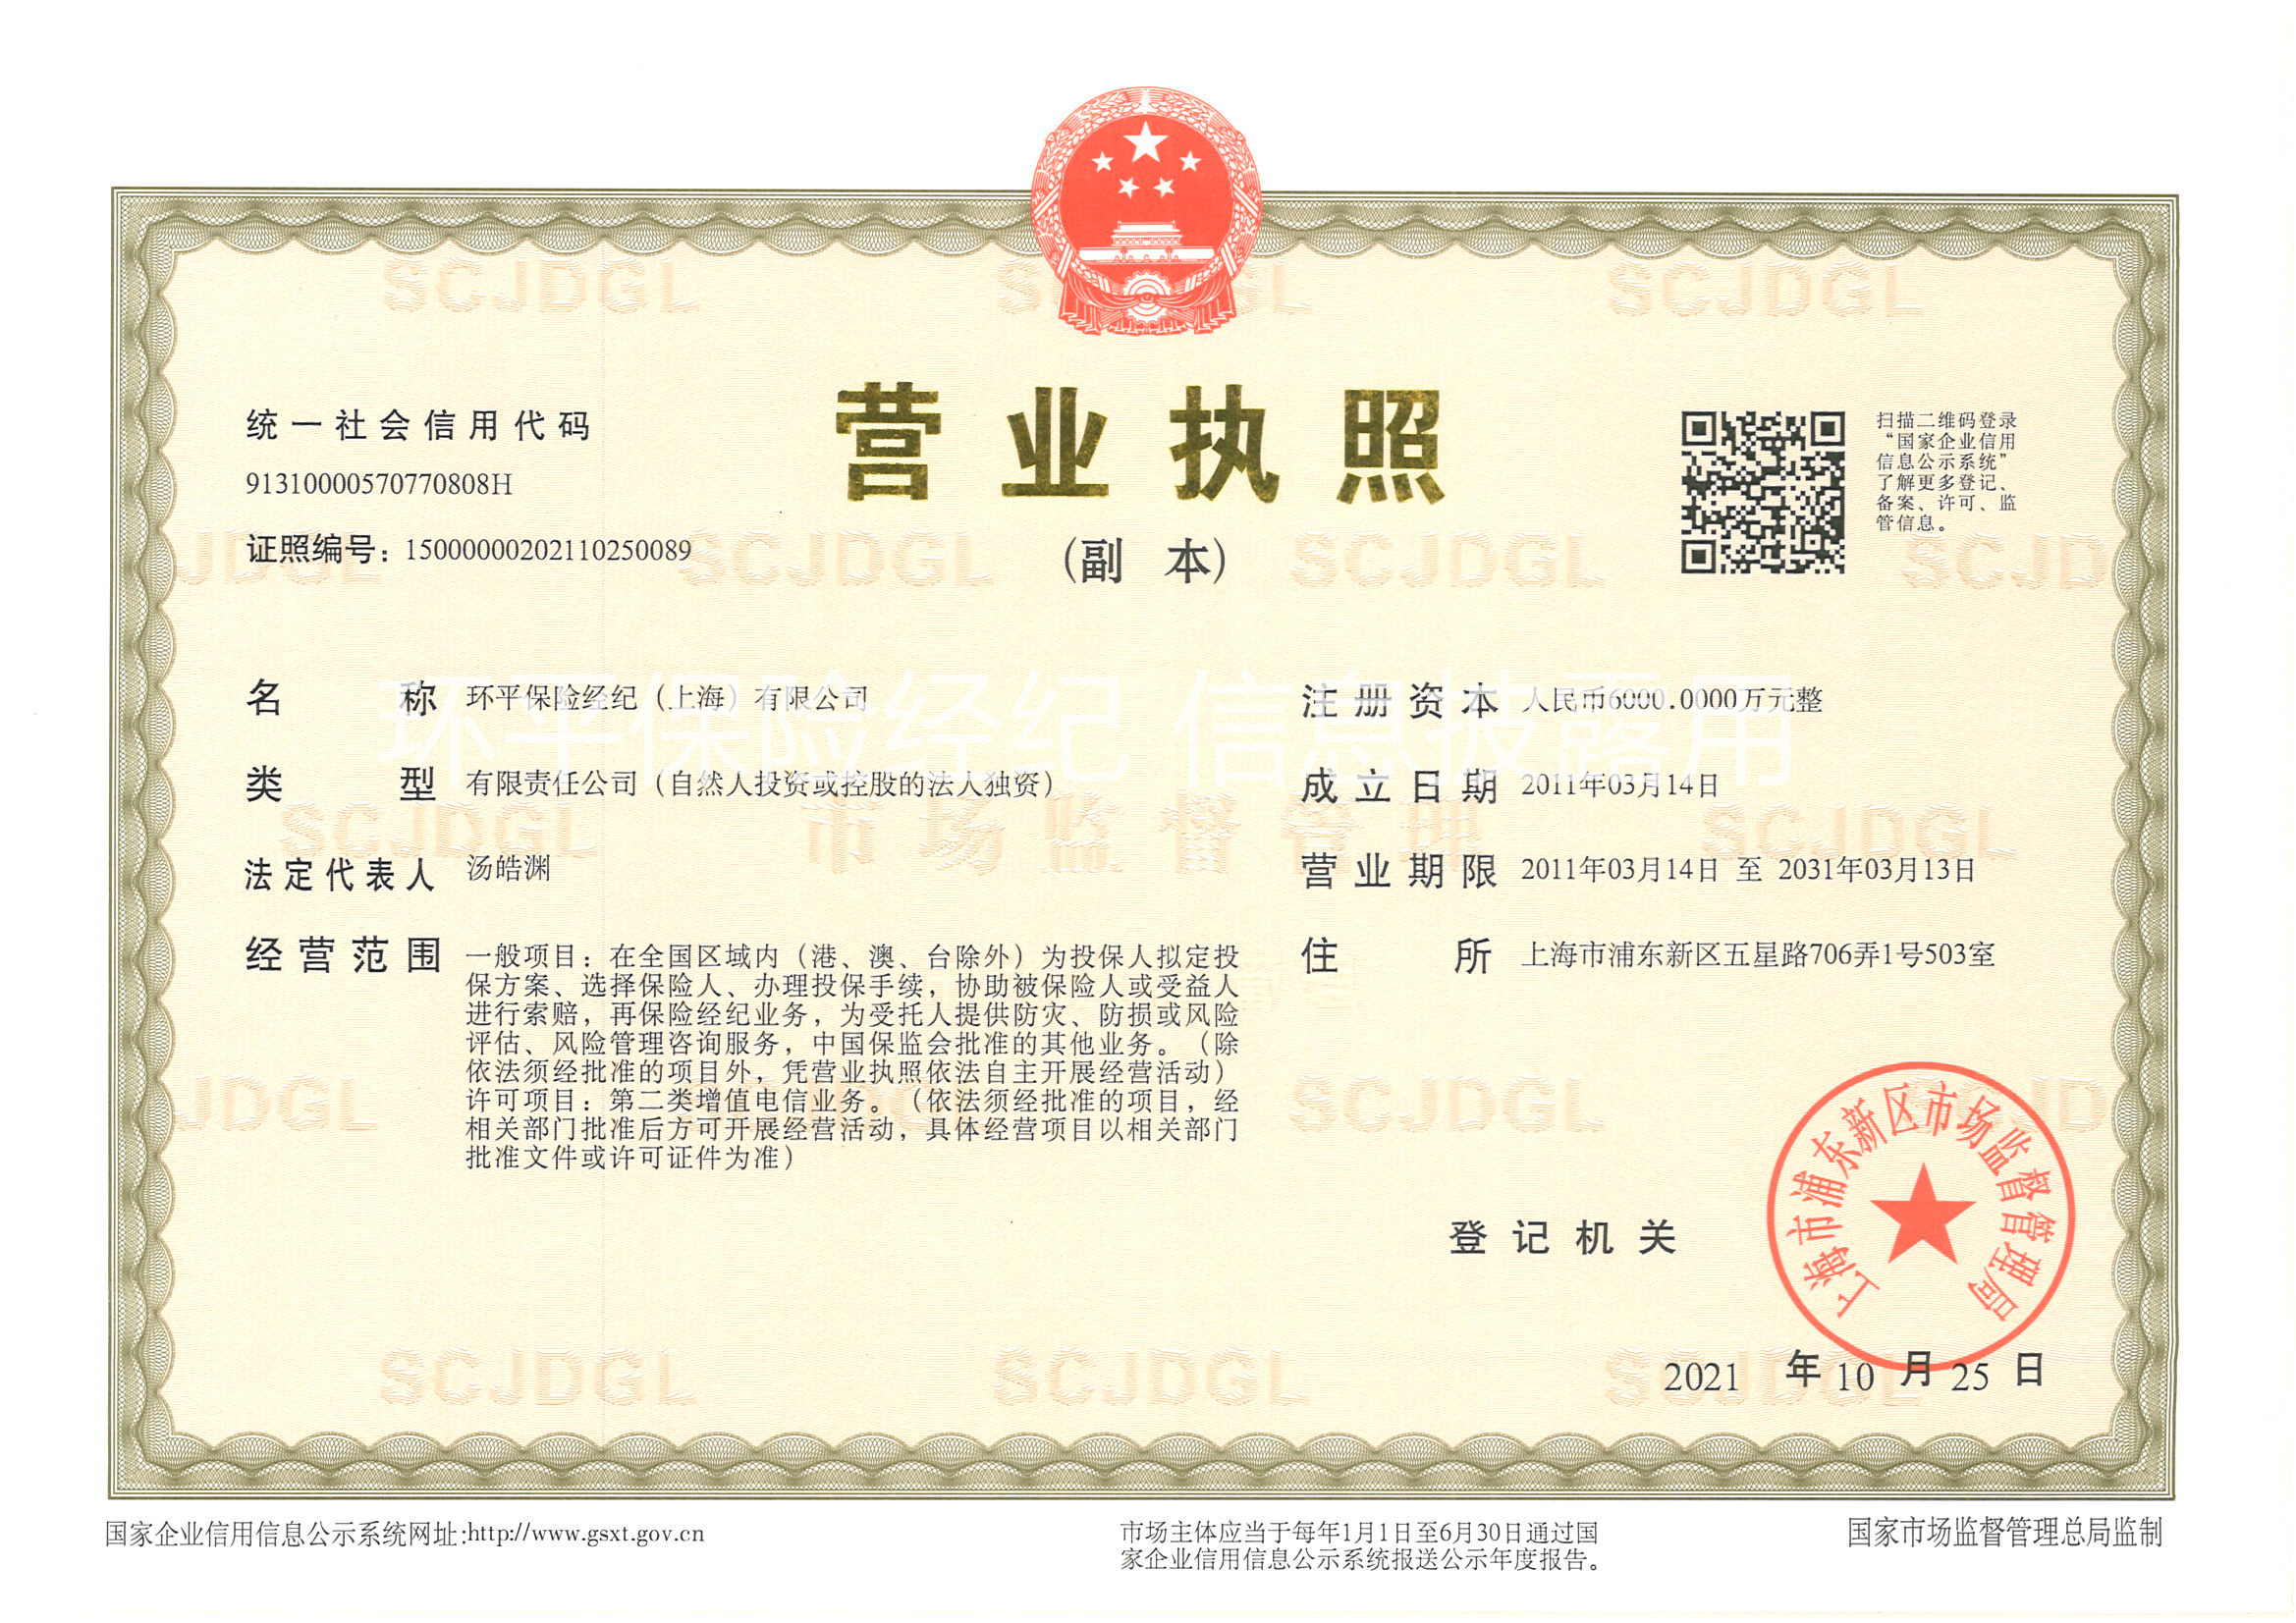 营业执照
(副 本)
统一社会信用代码
91310000570770808H
证照编号：15000000202110250089
扫描二维码登录
“国家企业信用
信息公示系统”
了解更多登记、
备案、许可、监
管信息。
名 称 环平保险经纪（上海）有限公司
类 型 有限责任公司（自然人投资或控股的法人独资）
法定代表人 汤皓渊
经营范围 一般项目：在全国区域内（港、澳、台除外）为投保人拟定投
保方案、选择保险人、办理投保手续，协助被保险人或受益人
进行索赔，再保险经纪业务，为受托人提供防灾、防损或风险
评估、风险管理咨询服务，中国保监会批准的其他业务。（除
依法须经批准的项目外，凭营业执照依法自主开展经营活动）
许可项目：第二类增值电信业务。（依法须经批准的项目，经
相关部门批准后方可开展经营活动，具体经营项目以相关部门
批准文件或许可证件为准）
注册资本 人民币6000.0000万元整
成立日期 2011年03月14日
营业期限 2011年03月14日 至 2031年03月13日
住 所 上海市浦东新区五星路706弄1号503室
环平保险经纪 信息披露用
市场监督管理
SCJDGL
SCJDGL
SCJDGL
SCJDGL
SCJDGL
SCJDGL
SCJDGL
SCJDGL
SCJDGL
SCJDGL
登记机关
上海市浦东新区市场监督管理局
2021 年 10 月 25 日
国家企业信用信息公示系统网址:http://www.gsxt.gov.cn
市场主体应当于每年1月1日至6月30日通过国
家企业信用信息公示系统报送公示年度报告。
国家市场监督管理总局监制